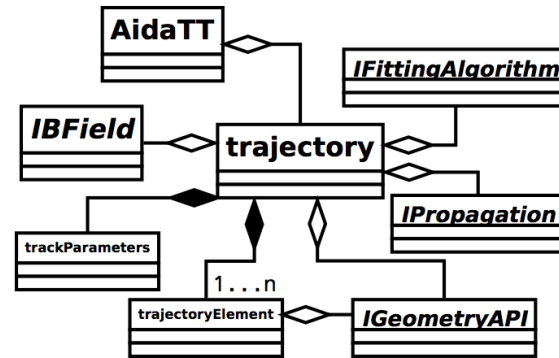 AidaTT
IFittingAlgorithm
IBField
trajectory
IPropagation
trackParameters
1...n
trajectoryElement
IGeometryAPI